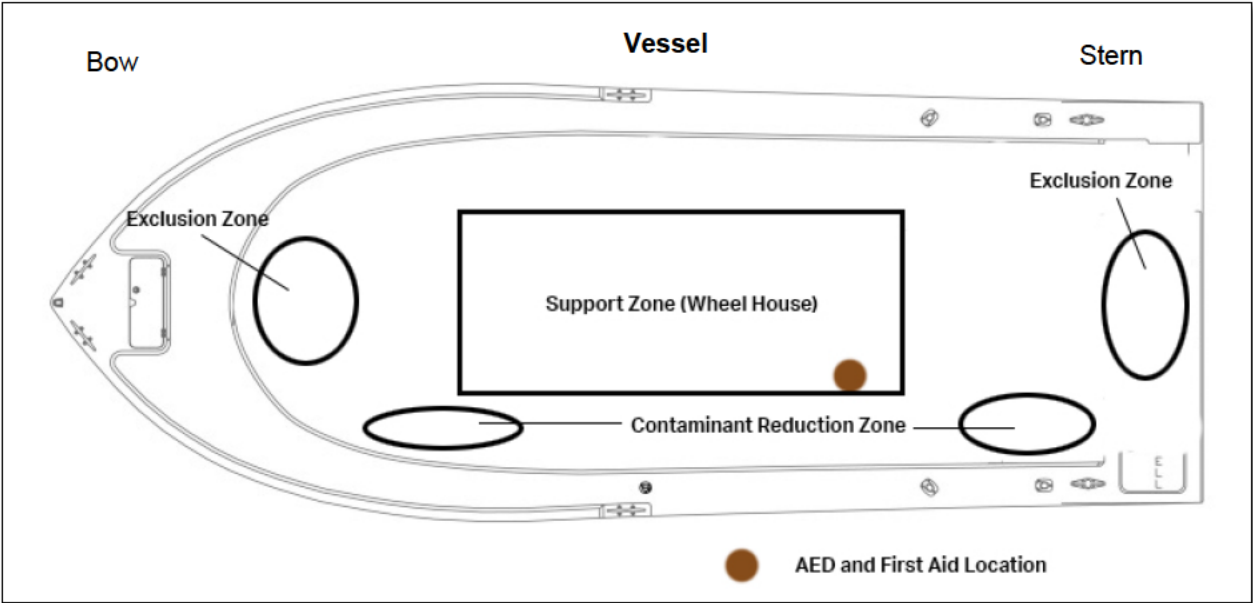 Vessel
Bow
Stern
Exclusion Zone
Exclusion Zone
Support Zone (Wheel House)
Contaminant Reduction Zone
E
L
L
AED and First Aid Location